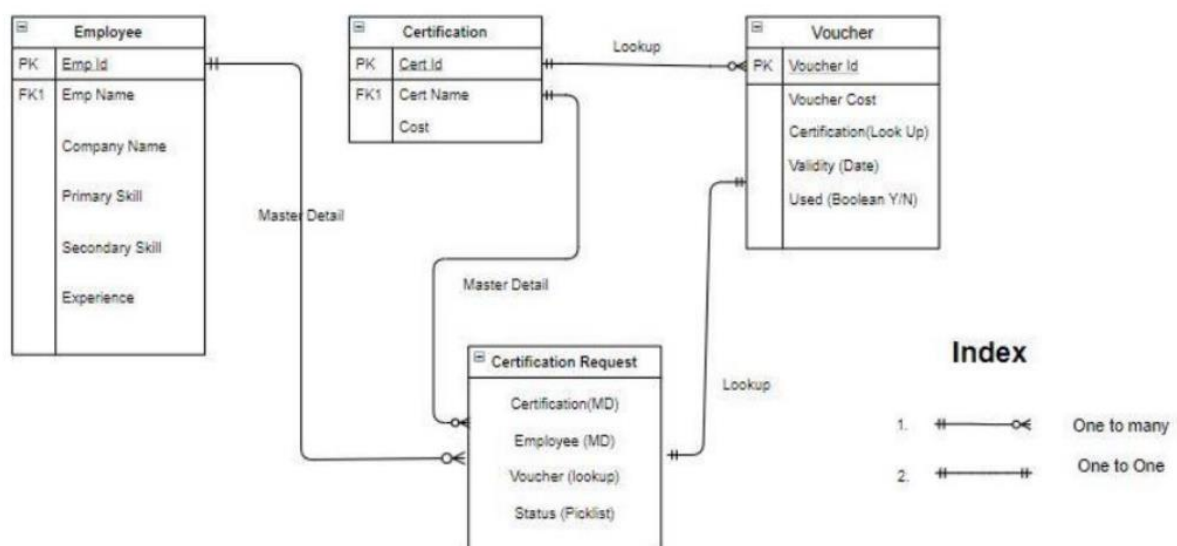 Employee
PK Emp Id
FK1 Emp Name
Company Name
Primary Skill
Secondary Skill
Experience
Certification
PK Cert Id
FK1 Cert Name
Cost
Lookup
Voucher
PK Voucher Id
Voucher Cost
Certification(Look Up)
Validity (Date)
Used (Boolean Y/N)
Master Detail
Master Detail
Lookup
Certification Request
Certification(MD)
Employee (MD)
Voucher (lookup)
Status (Picklist)
Index
1. One to many
2. One to One